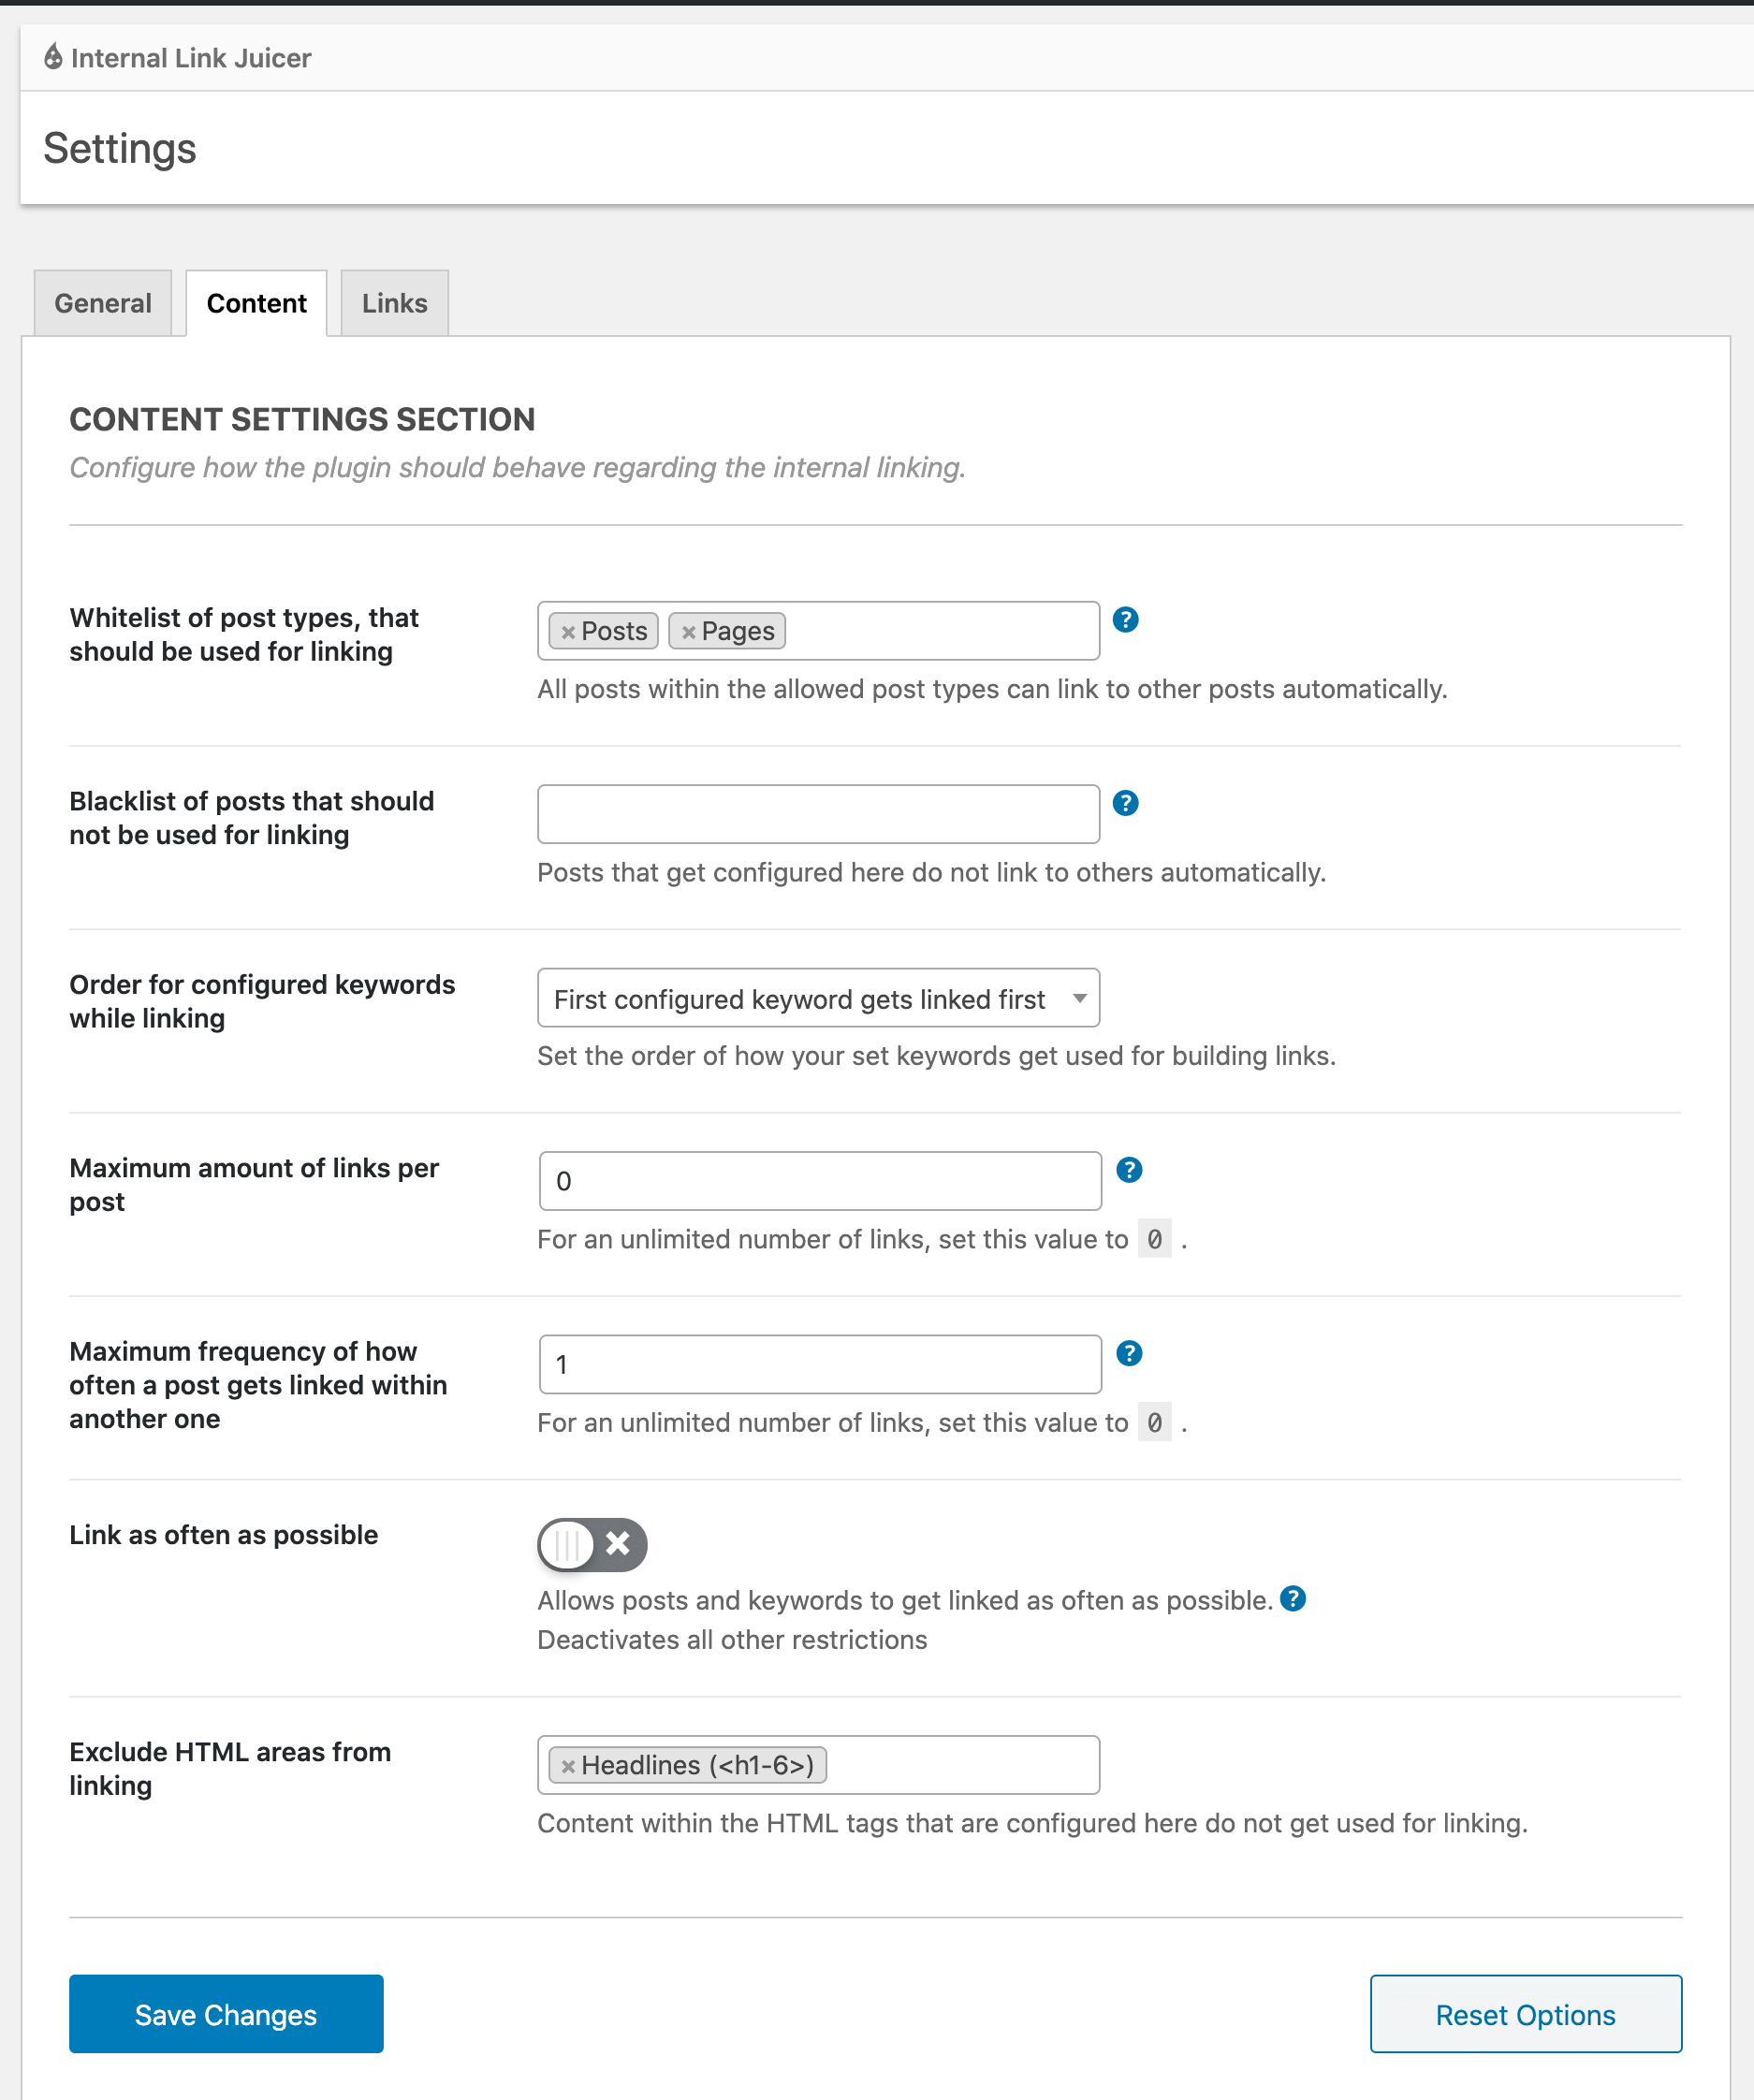 Internal Link Juicer
Settings
General
Content
Links
CONTENT SETTINGS SECTION
Configure how the plugin should behave regarding the internal linking.
Whitelist of post types, that
should be used for linking
× Posts × Pages
?
All posts within the allowed post types can link to other posts automatically.
Blacklist of posts that should
not be used for linking
?
Posts that get configured here do not link to others automatically.
Order for configured keywords
while linking
First configured keyword gets linked first
Set the order of how your set keywords get used for building links.
Maximum amount of links per
post
0
?
For an unlimited number of links, set this value to 0 .
Maximum frequency of how
often a post gets linked within
another one
1
?
For an unlimited number of links, set this value to 0 .
Link as often as possible
Allows posts and keywords to get linked as often as possible. ?
Deactivates all other restrictions
Exclude HTML areas from
linking
× Headlines (<h1-6>)
Content within the HTML tags that are configured here do not get used for linking.
Save Changes
Reset Options